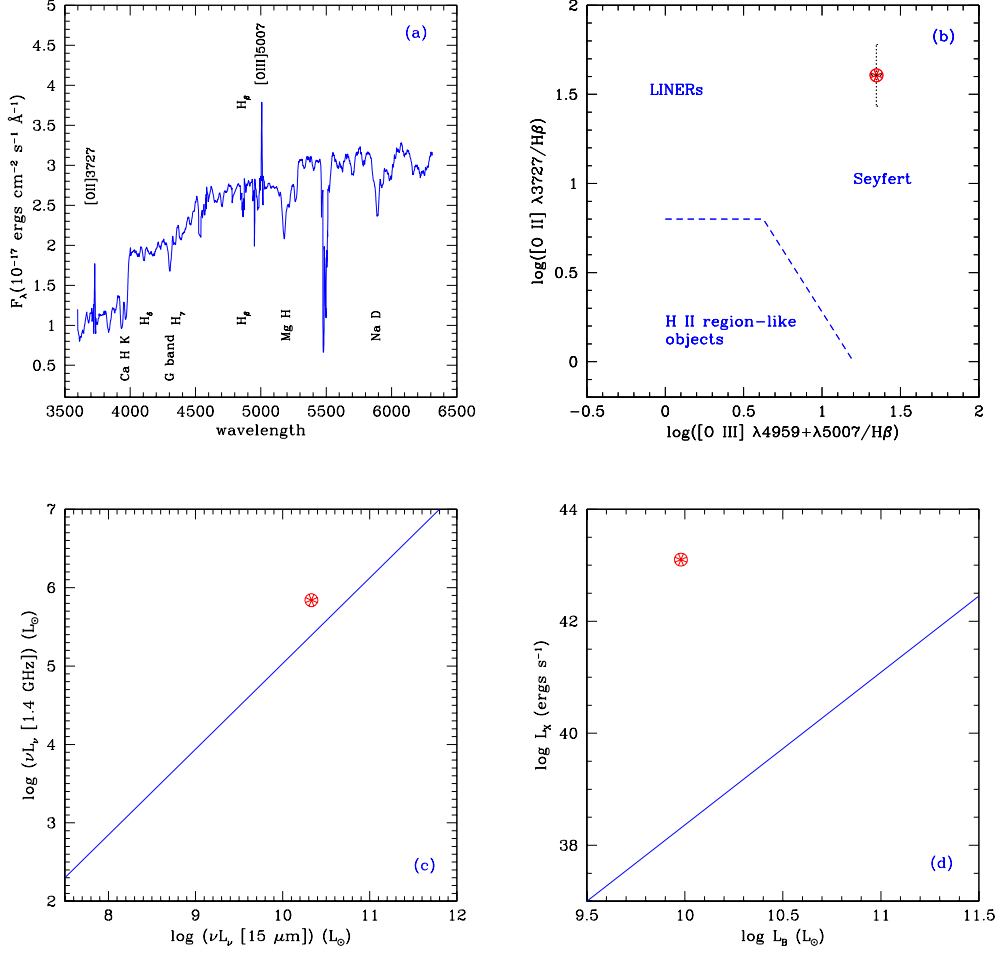 (a)
5
4.5
4
3.5
3
2.5
2
1.5
1
0.5
F_λ(10⁻¹⁷ ergs cm⁻² s⁻¹ Å⁻¹)
[OII]3727
H_β
[OIII]5007
Ca H K
H_δ
G band
H_γ
H_β
Mg H
Na D
3500 4000 4500 5000 5500 6000 6500
wavelength
(b)
2
1.5
1
0.5
0
log([O II] λ3727/Hβ)
LINERs
Seyfert
H II region-like
objects
−0.5 0 0.5 1 1.5 2
log([O III] λ4959+λ5007/Hβ)
7
6
5
4
3
2
log (νL_ν [1.4 GHz]) (L_⊙)
(c)
8 9 10 11 12
log (νL_ν [15 μm]) (L_⊙)
44
42
40
38
log L_X (ergs s⁻¹)
(d)
9.5 10 10.5 11 11.5
log L_B (L_⊙)